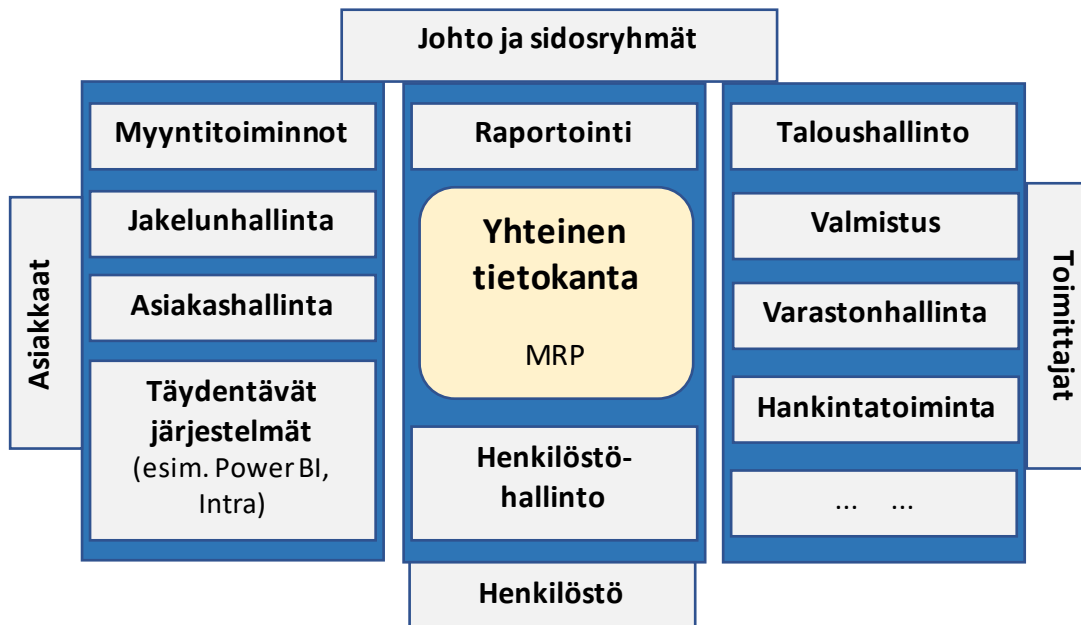 Johto ja sidosryhmät
Asiakkaat
Myyntitoiminnot
Jakelunhallinta
Asiakashallinta
Täydentävät
järjestelmät
(esim. Power BI,
Intra)
Raportointi
Yhteinen
tietokanta
MRP
Henkilöstö-
hallinto
Taloushallinto
Valmistus
Varastonhallinta
Hankintatoiminta
... ...
Toimittajat
Henkilöstö